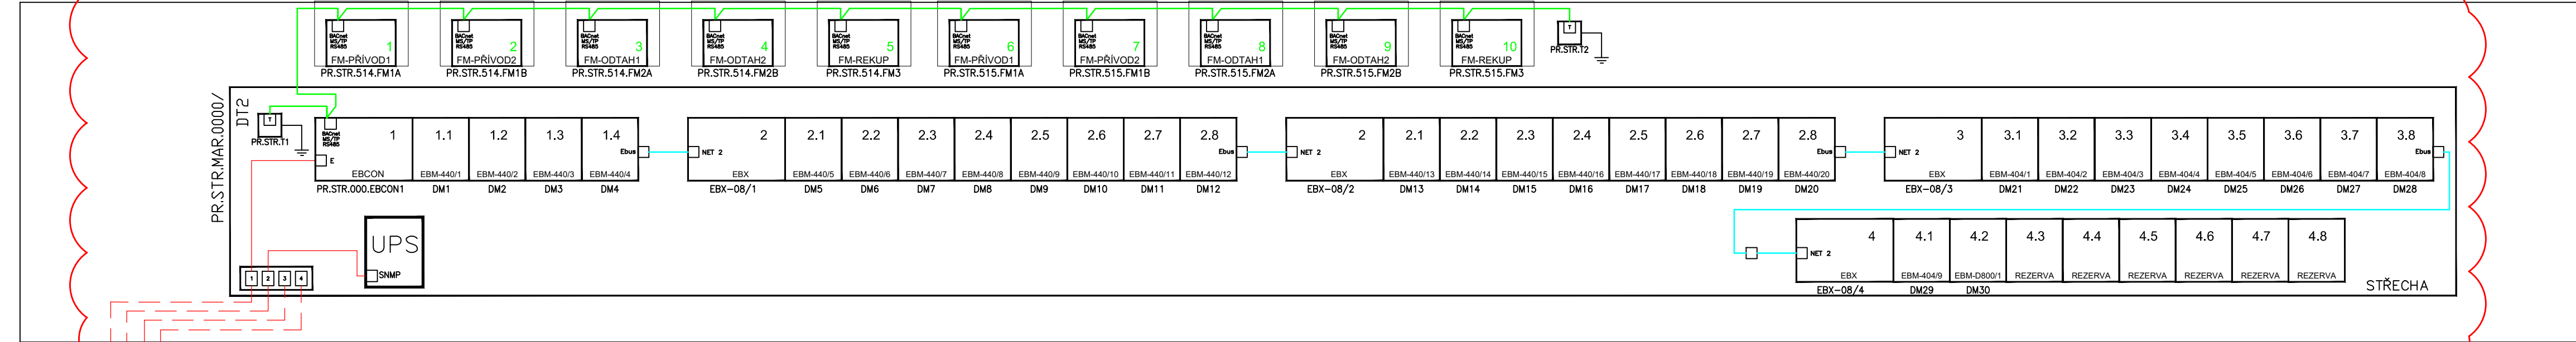 BACnet MS/TP RS485 1 FM-PŘÍVOD1 PR.STR.514.FM1A
BACnet MS/TP RS485 2 FM-PŘÍVOD2 PR.STR.514.FM1B
BACnet MS/TP RS485 3 FM-ODTAH1 PR.STR.514.FM2A
BACnet MS/TP RS485 4 FM-ODTAH2 PR.STR.514.FM2B
BACnet MS/TP RS485 5 FM-REKUP PR.STR.514.FM3
BACnet MS/TP RS485 6 FM-PŘÍVOD1 PR.STR.515.FM1A
BACnet MS/TP RS485 7 FM-PŘÍVOD2 PR.STR.515.FM1B
BACnet MS/TP RS485 8 FM-ODTAH1 PR.STR.515.FM2A
BACnet MS/TP RS485 9 FM-ODTAH2 PR.STR.515.FM2B
BACnet MS/TP RS485 10 FM-REKUP PR.STR.515.FM3
T PR.STR.T2
PR.STR.MAR.0000/
DT2
T PR.STR.T1
BACnet MS/TP RS485 E
1 1.1 1.2 1.3 1.4
Ebus
EBCON EBM-440/1 EBM-440/2 EBM-440/3 EBM-440/4
PR.STR.000.EBCON1 DM1 DM2 DM3 DM4
2 2.1 2.2 2.3 2.4 2.5 2.6 2.7 2.8
NET 2 Ebus
EBX EBM-440/5 EBM-440/6 EBM-440/7 EBM-440/8 EBM-440/9 EBM-440/10 EBM-440/11 EBM-440/12
EBX-08/1 DM5 DM6 DM7 DM8 DM9 DM10 DM11 DM12
2 2.1 2.2 2.3 2.4 2.5 2.6 2.7 2.8
NET 2 Ebus
EBX EBM-440/13 EBM-440/14 EBM-440/15 EBM-440/16 EBM-440/17 EBM-440/18 EBM-440/19 EBM-440/20
EBX-08/2 DM13 DM14 DM15 DM16 DM17 DM18 DM19 DM20
3 3.1 3.2 3.3 3.4 3.5 3.6 3.7 3.8
NET 2 Ebus
EBX EBM-404/1 EBM-404/2 EBM-404/3 EBM-404/4 EBM-404/5 EBM-404/6 EBM-404/7 EBM-404/8
EBX-08/3 DM21 DM22 DM23 DM24 DM25 DM26 DM27 DM28
UPS
SNMP
1 2 3 4
4 4.1 4.2 4.3 4.4 4.5 4.6 4.7 4.8
NET 2
EBX EBM-404/9 EBM-D800/1 REZERVA REZERVA REZERVA REZERVA REZERVA REZERVA
EBX-08/4 DM29 DM30
STŘECHA